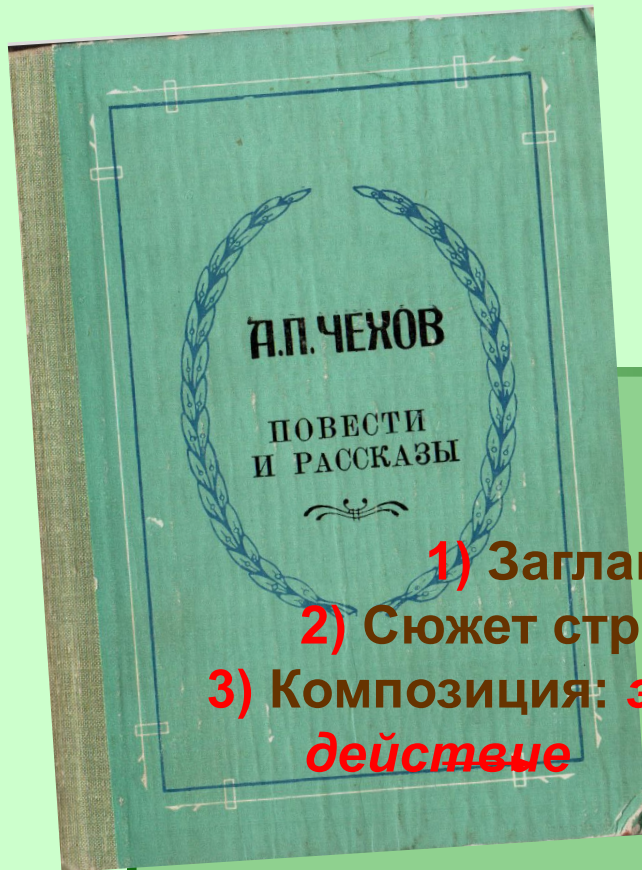 А.П. ЧЕХОВ
ПОВЕСТИ
И РАССКАЗЫ
1)
2) Сюжет
3) Композиция:
действие